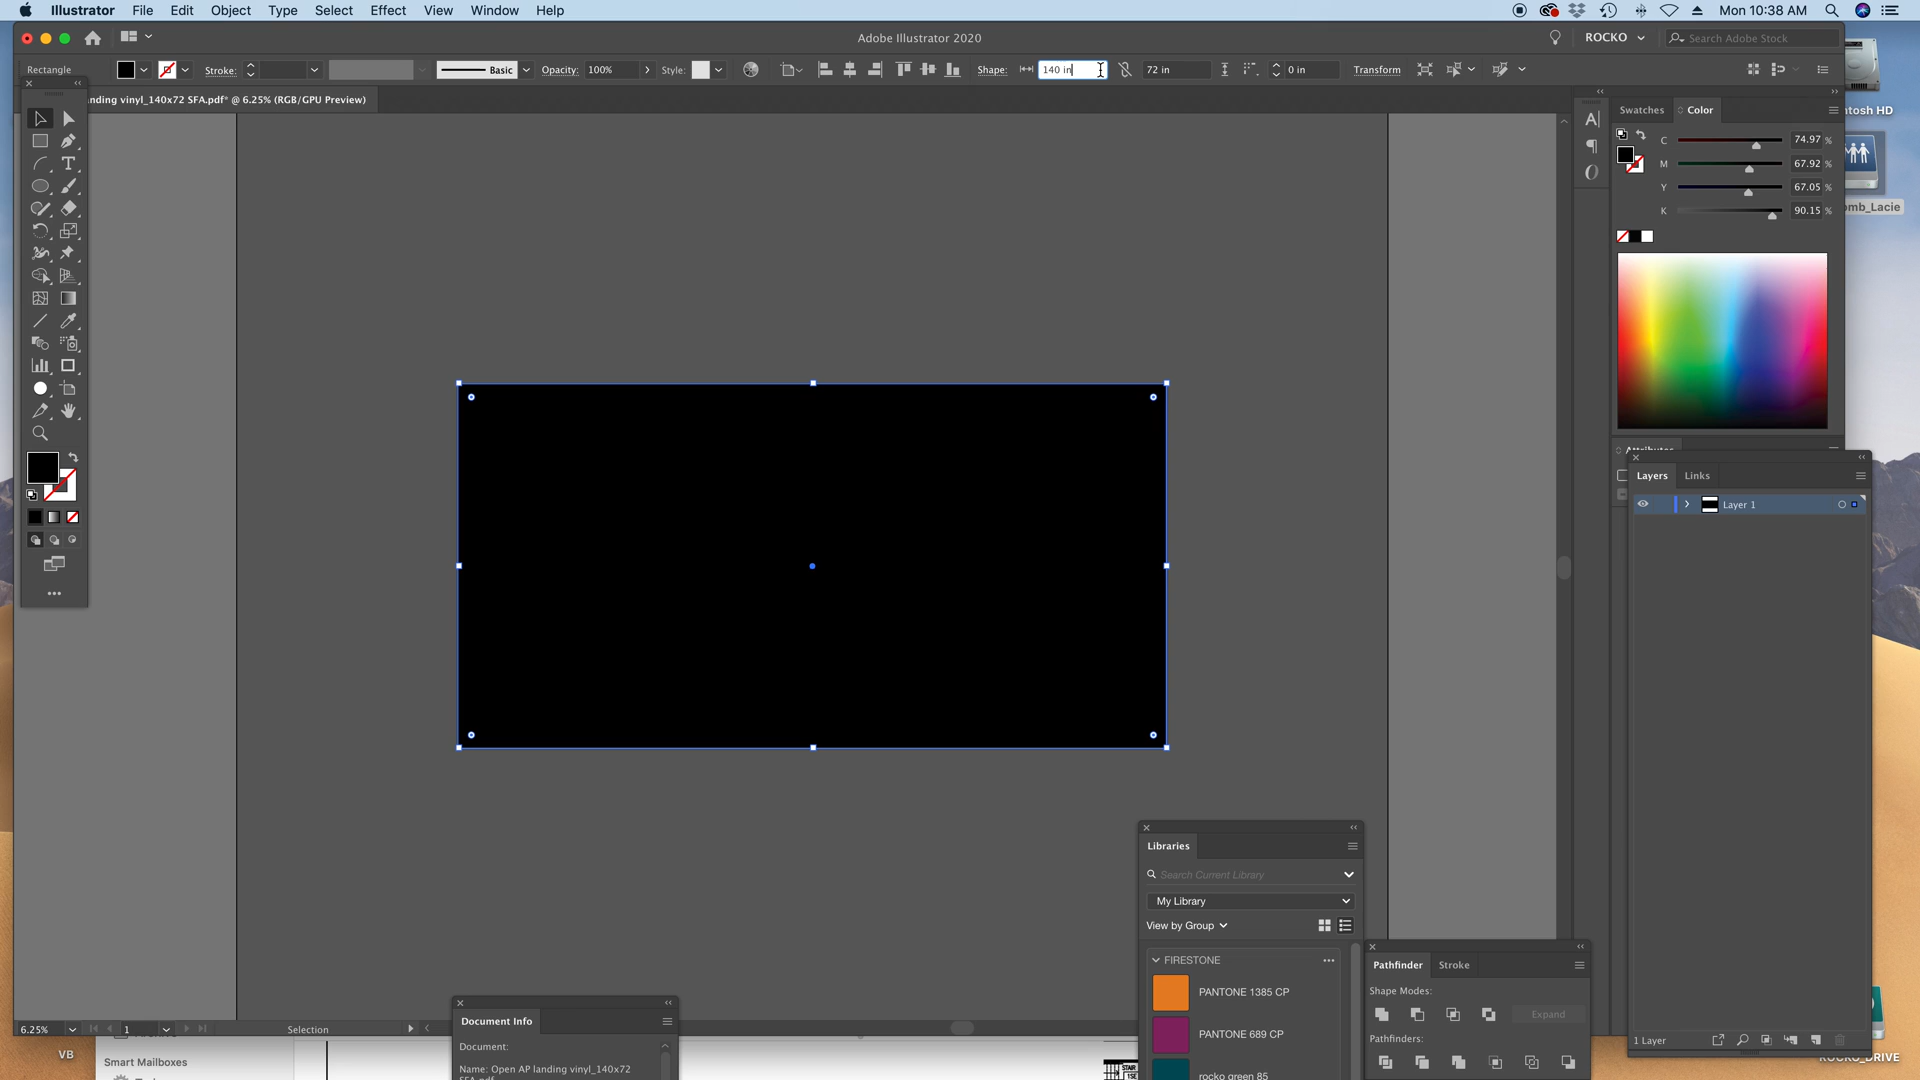 Illustrator File Edit Object Type Select Effect View Window Help
Mon 10:38 AM
Adobe Illustrator 2020
ROCKO
Search Adobe Stock
Rectangle
Stroke:
Basic
Opacity: 100%
Style:
Shape: 140 in
72 in
0 in
Transform
anding vinyl_140x72 SFA.pdf* @ 6.25% (RGB/GPU Preview)
Swatches Color
ntosh HD
C 74.97 %
M 67.92 %
Y 67.05 %
K 90.15 %
omb_Lacie
Attributes
Layers Links
Layer 1
Libraries
Search Current Library
My Library
View by Group
FIRESTONE
PANTONE 1385 CP
PANTONE 689 CP
rocko green 85
Pathfinder Stroke
Shape Modes:
Expand
Pathfinders:
1 Layer
ROCKO_DRIVE
6.25%
1
Selection
Document Info
Document:
Name: Open AP landing vinyl_140x72
SFA.pdf
VB
Smart Mailboxes
STAIR